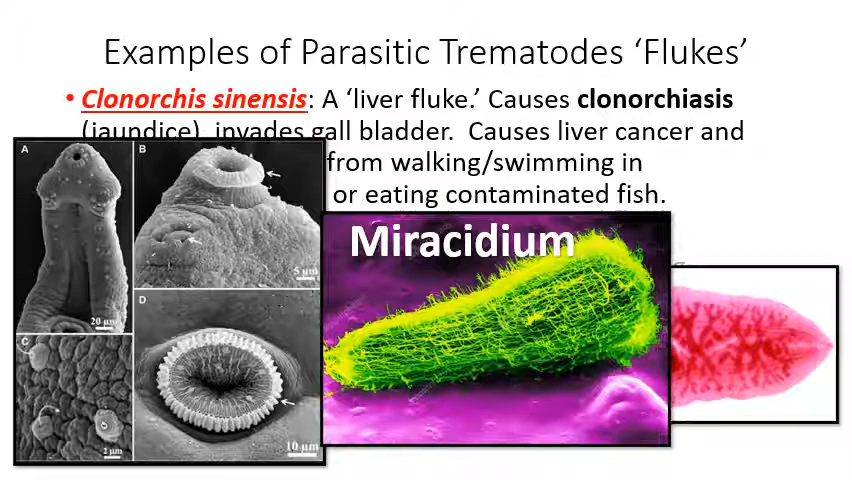 Examples of Parasitic Trematodes ‘Flukes’
• Clonorchis sinensis: A ‘liver fluke.’ Causes clonorchiasis
(jaundice), invades gall bladder. Causes liver cancer and
from walking/swimming in
or eating contaminated fish.
A
B
5 µm
20 µm
Miracidium
C
2 µm
D
10 µm